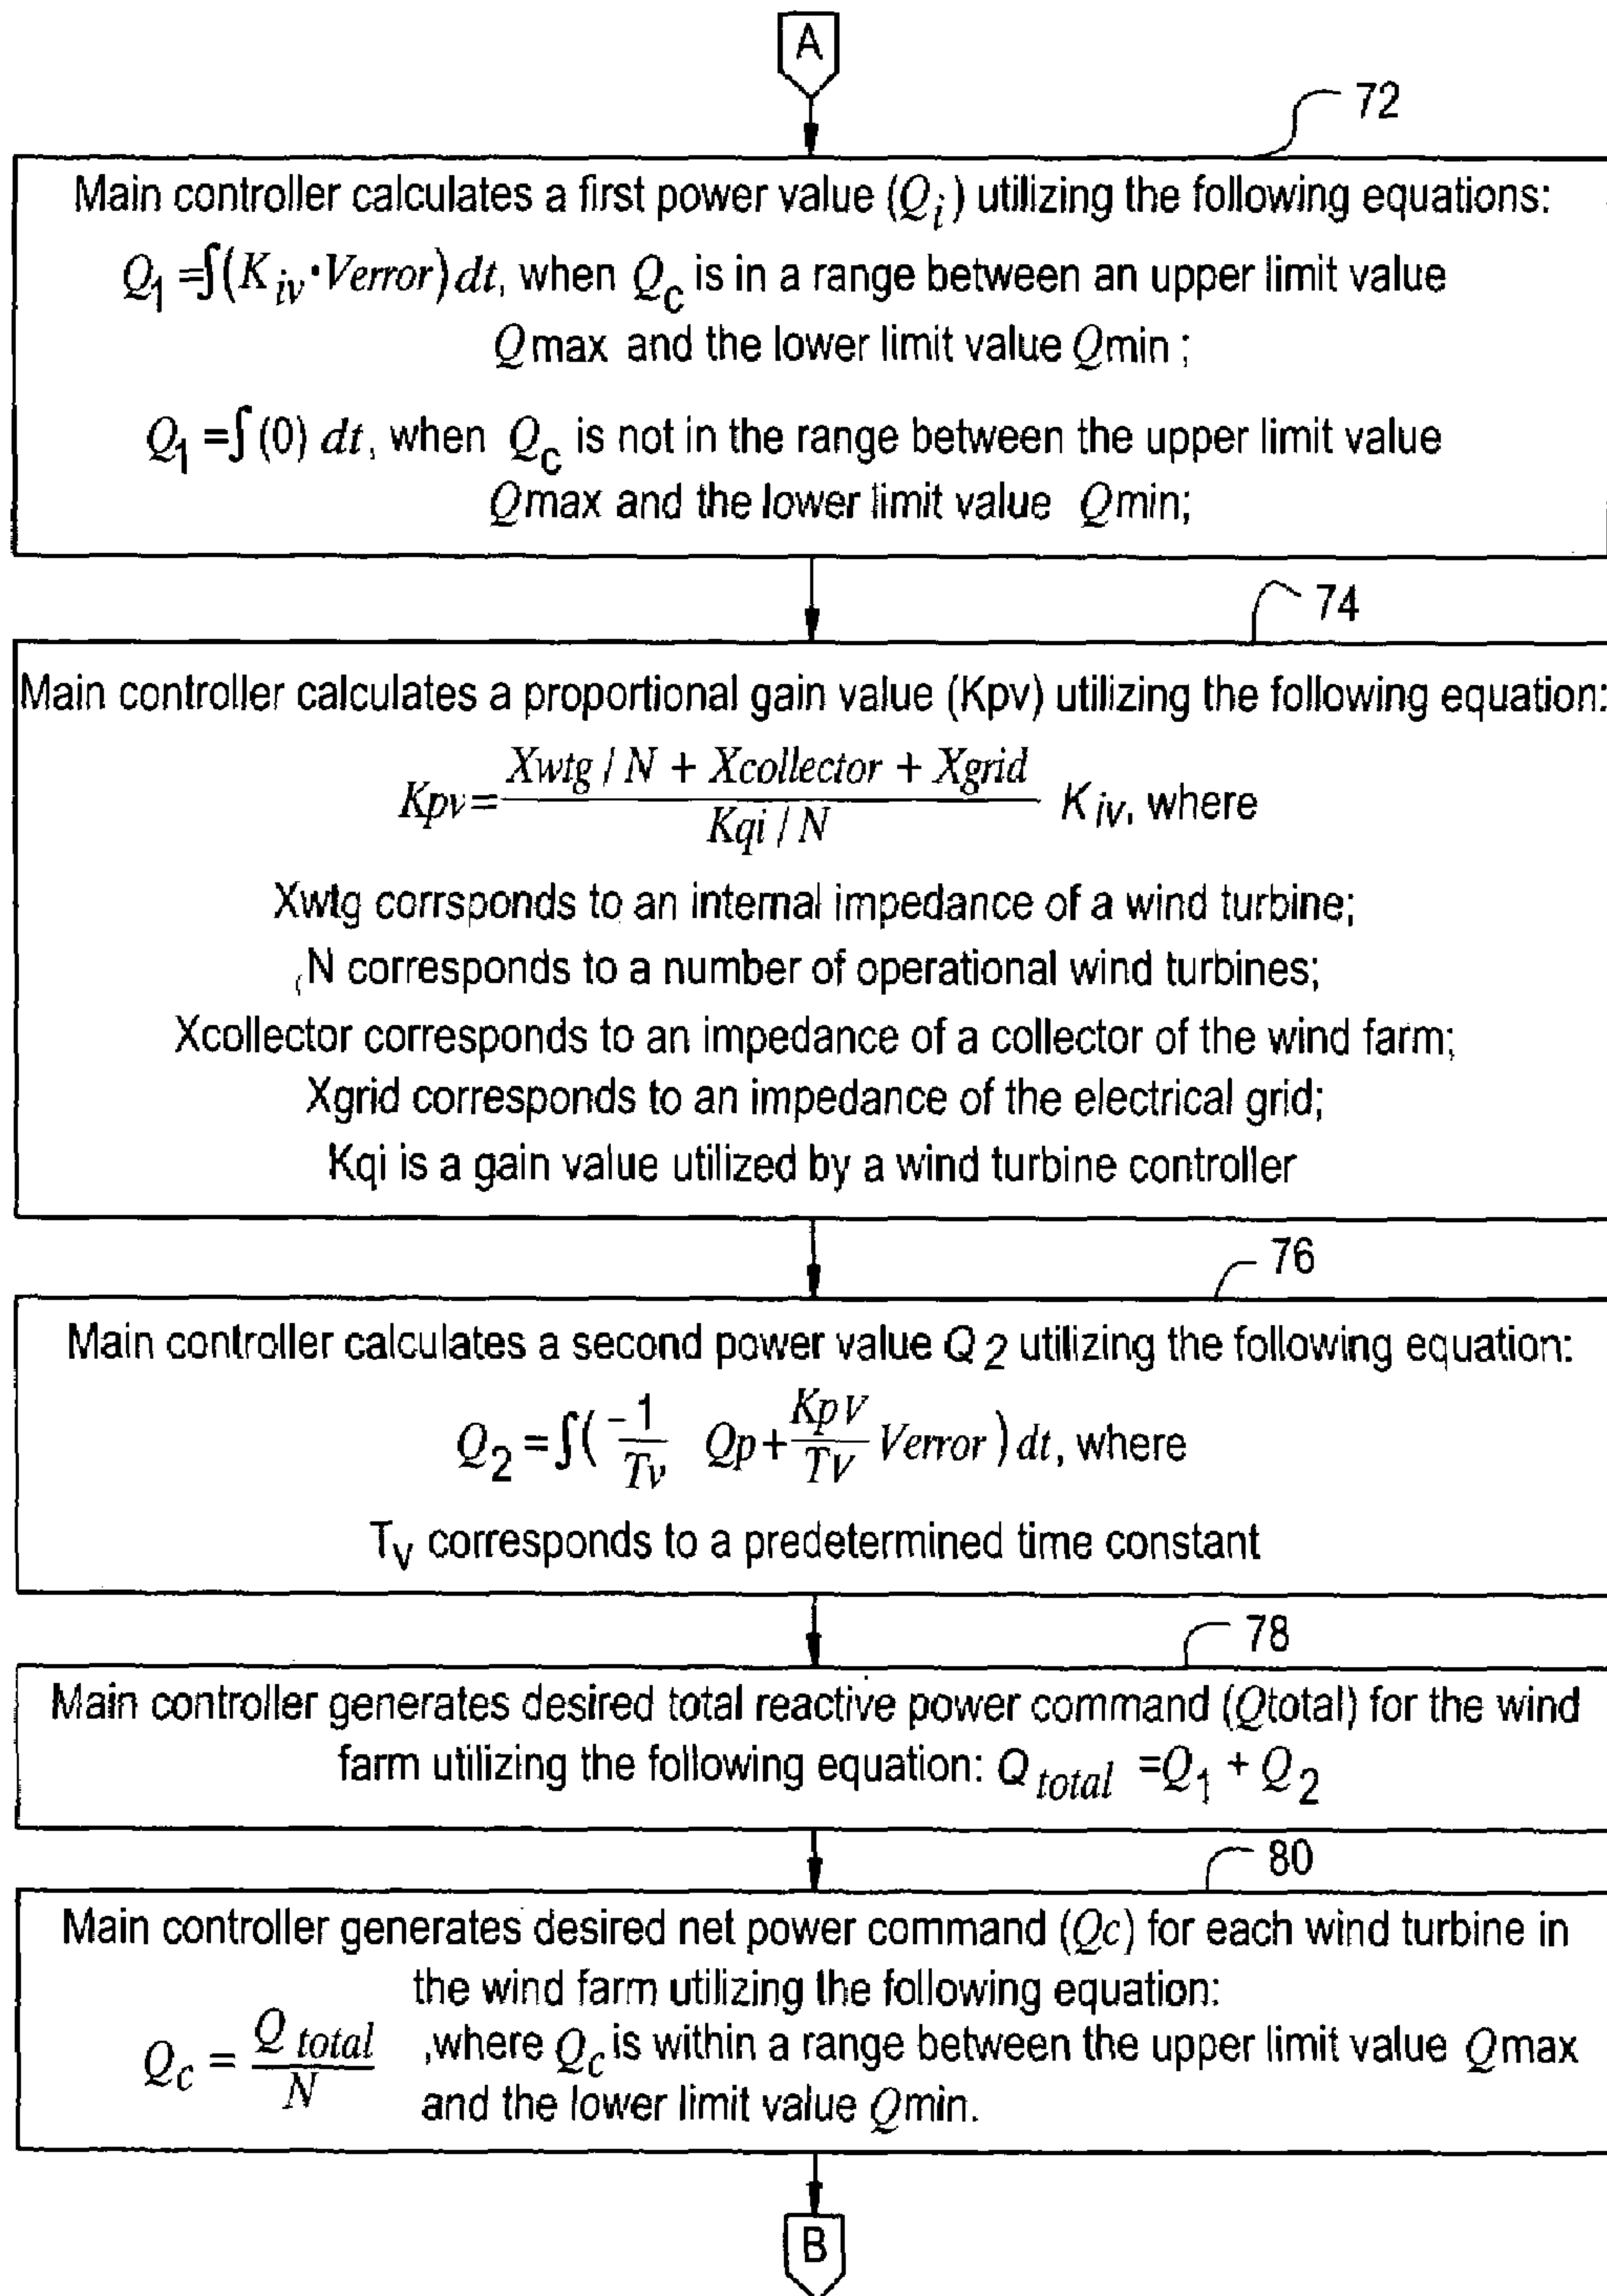 A
72
Main controller calculates a first power value (Q_i) utilizing the following equations:
Q_1 = ∫(K_iv · Verror) dt, when Q_c is in a range between an upper limit value
Qmax and the lower limit value Qmin ;
Q_1 = ∫ (0) dt, when Q_c is not in the range between the upper limit value
Qmax and the lower limit value Qmin;
74
Main controller calculates a proportional gain value (Kpv) utilizing the following equation:
Kpv = (Xwtg / N + Xcollector + Xgrid) / (Kqi / N) K_iv, where
Xwtg corrsponds to an internal impedance of a wind turbine;
N corresponds to a number of operational wind turbines;
Xcollector corresponds to an impedance of a collector of the wind farm;
Xgrid corresponds to an impedance of the electrical grid;
Kqi is a gain value utilized by a wind turbine controller
76
Main controller calculates a second power value Q 2 utilizing the following equation:
Q_2 = ∫(-1/Tv Qp + KpV/TV Verror) dt, where
T_v corresponds to a predetermined time constant
78
Main controller generates desired total reactive power command (Qtotal) for the wind
farm utilizing the following equation: Q_total = Q_1 + Q_2
80
Main controller generates desired net power command (Qc) for each wind turbine in
the wind farm utilizing the following equation:
Q_c = Q_total / N ,where Q_c is within a range between the upper limit value Qmax
and the lower limit value Qmin.
B